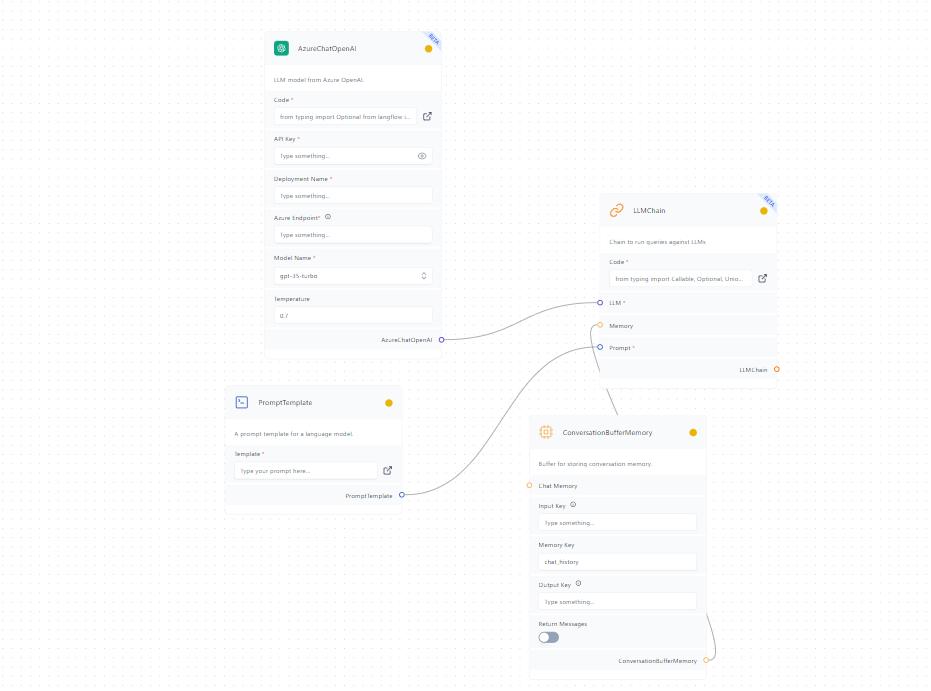 AzureChatOpenAI
BETA
LLM model from Azure OpenAI.
Code *
from typing import Optional from langflow i...
API Key *
Type something...
Deployment Name *
Type something...
Azure Endpoint*
Type something...
Model Name *
gpt-35-turbo
Temperature
0.7
AzureChatOpenAI
LLMChain
BETA
Chain to run queries against LLMs
Code *
from typing import Callable, Optional, Unio...
LLM *
Memory
Prompt *
LLMChain
PromptTemplate
A prompt template for a language model.
Template *
Type your prompt here...
PromptTemplate
ConversationBufferMemory
Buffer for storing conversation memory.
Chat Memory
Input Key
Type something...
Memory Key
chat_history
Output Key
Type something...
Return Messages
ConversationBufferMemory